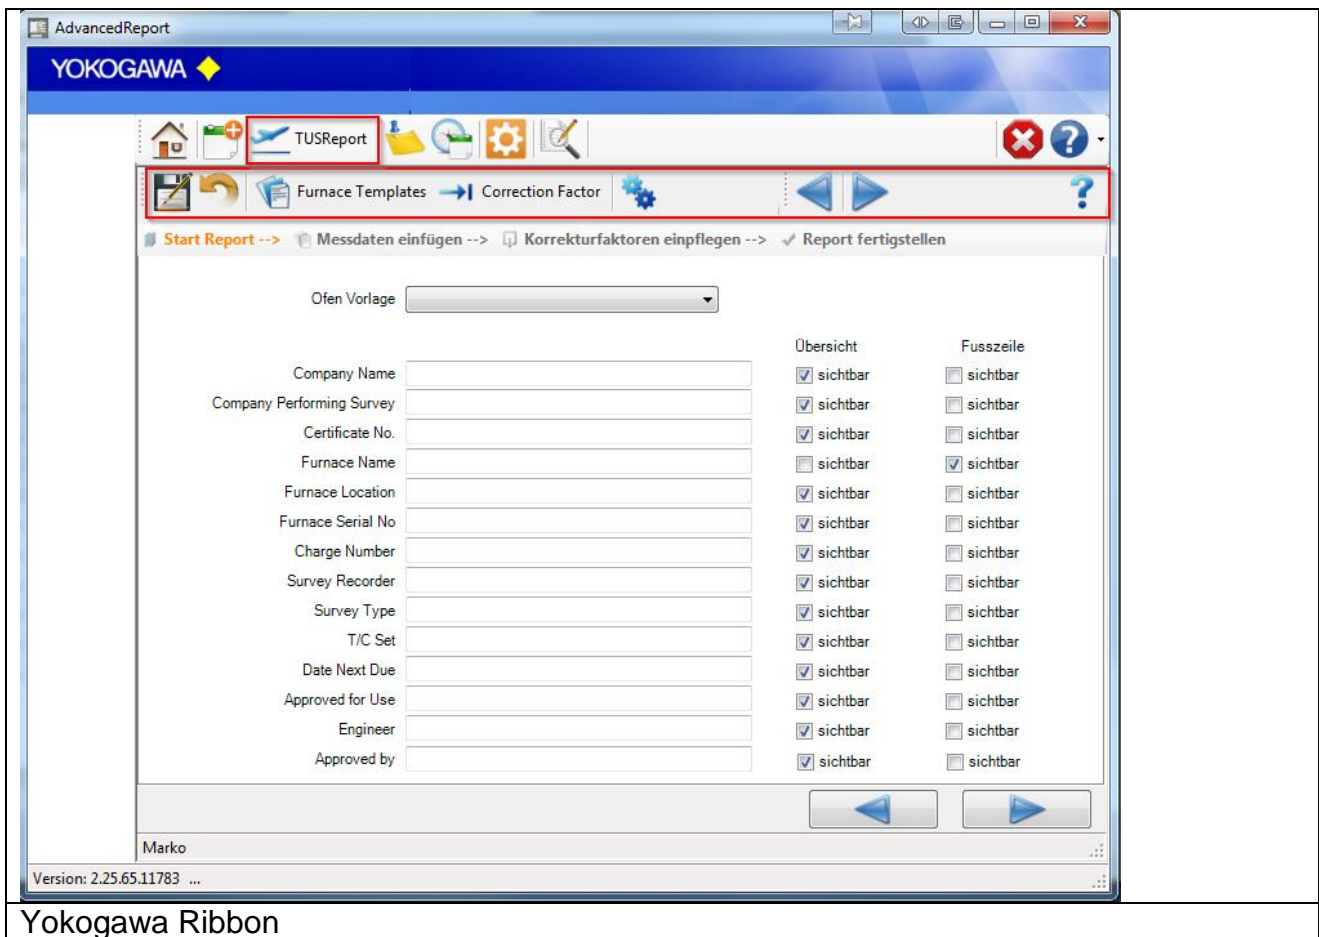 AdvancedReport
YOKOGAWA
TUSReport
Furnace Templates Correction Factor
Start Report --> Messdaten einfügen --> Korrekturfaktoren einpflegen --> Report fertigstellen
Ofen Vorlage
Übersicht Fusszeile
Company Name sichtbar sichtbar
Company Performing Survey sichtbar sichtbar
Certificate No. sichtbar sichtbar
Furnace Name sichtbar sichtbar
Furnace Location sichtbar sichtbar
Furnace Serial No sichtbar sichtbar
Charge Number sichtbar sichtbar
Survey Recorder sichtbar sichtbar
Survey Type sichtbar sichtbar
T/C Set sichtbar sichtbar
Date Next Due sichtbar sichtbar
Approved for Use sichtbar sichtbar
Engineer sichtbar sichtbar
Approved by sichtbar sichtbar
Marko
Version: 2.25.65.11783 ...
Yokogawa Ribbon